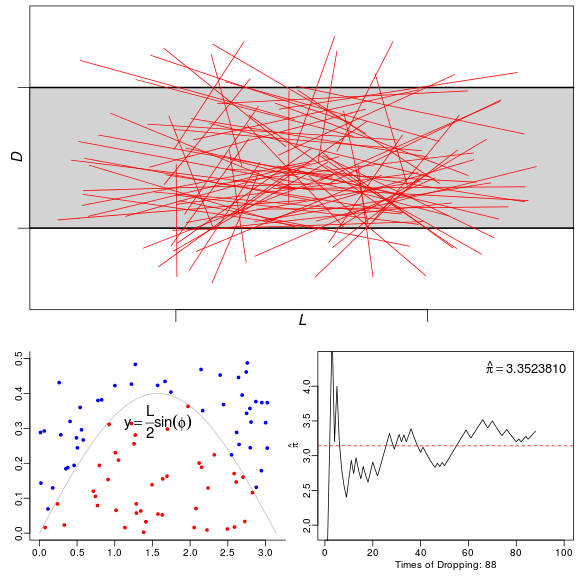 D
L
0.5
0.4
0.3
0.2
0.1
0.0
y = L/2 sin(ϕ)
0.0 0.5 1.0 1.5 2.0 2.5 3.0
π̂ = 3.3523810
4.0
3.5
3.0
2.5
2.0
π̂
0 20 40 60 80 100
Times of Dropping: 88